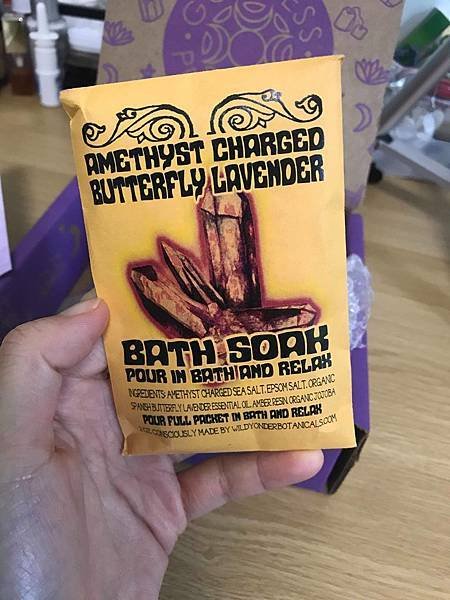 AMETHYST CHARGED
BUTTERFLY LAVENDER
BATH SOAK
POUR IN BATH AND RELAX
INGREDIENTS: AMETHYST CHARGED SEA SALT, EPSOM SALT, ORGANIC
SPANISH BUTTERFLY LAVENDER ESSENTIAL OIL, AMBER RESIN, ORGANIC JOJOBA
POUR FULL PACKET IN BATH AND RELAX
OZ. CONSCIOUSLY MADE BY WILDYONDERBOTANICALS.COM